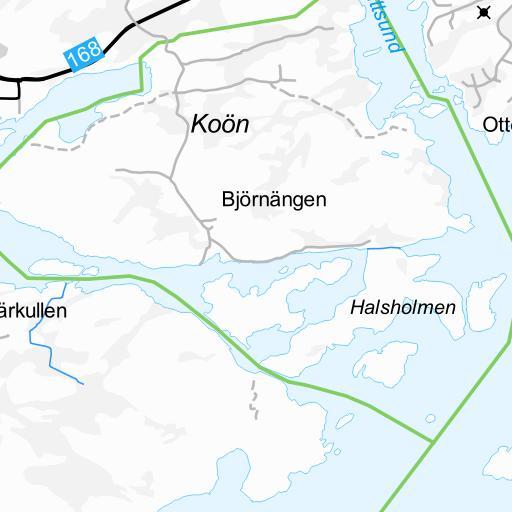 ttsund
168
Koön
Otte
Björnängen
Halsholmen
ärkullen